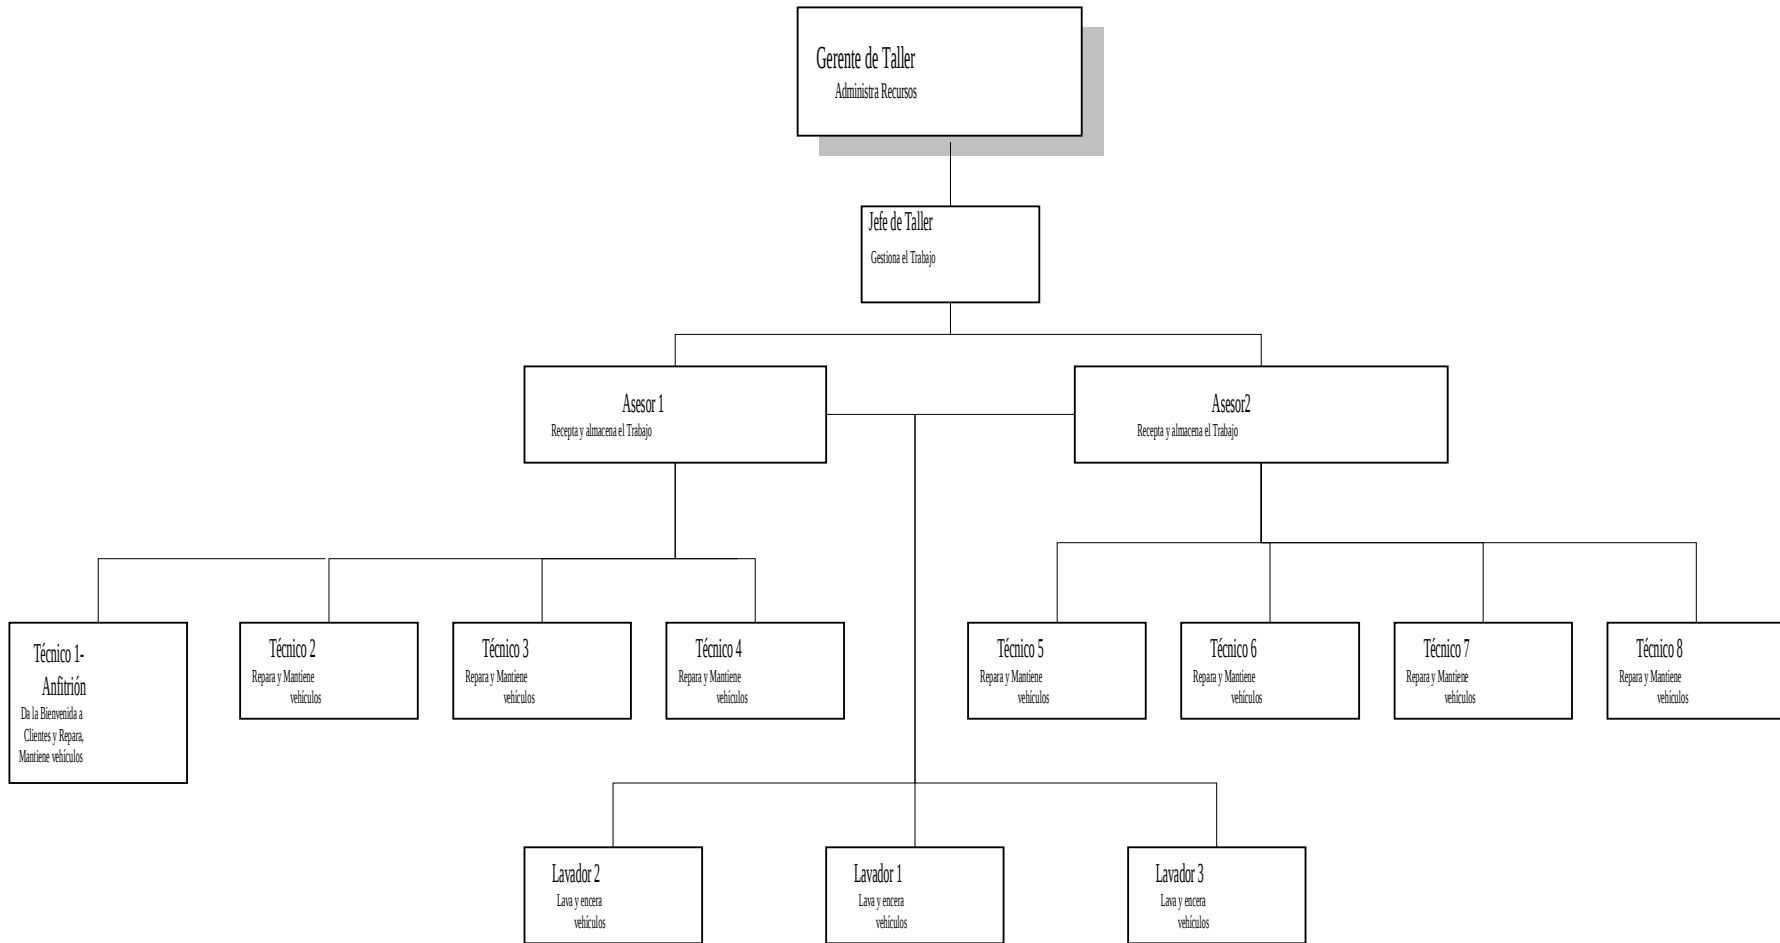 Gerente de Taller
Administra Recursos
Jefe de Taller
Gestiona el Trabajo
Asesor 1
Recepta y almacena el Trabajo
Asesor2
Recepta y almacena el Trabajo
Técnico 1-
Anfitrión
Da la Bienvenida a
Clientes y Repara,
Mantiene vehículos
Técnico 2
Repara y Mantiene
vehículos
Técnico 3
Repara y Mantiene
vehículos
Técnico 4
Repara y Mantiene
vehículos
Técnico 5
Repara y Mantiene
vehículos
Técnico 6
Repara y Mantiene
vehículos
Técnico 7
Repara y Mantiene
vehículos
Técnico 8
Repara y Mantiene
vehículos
Lavador 2
Lava y encera
vehículos
Lavador 1
Lava y encera
vehículos
Lavador 3
Lava y encera
vehículos